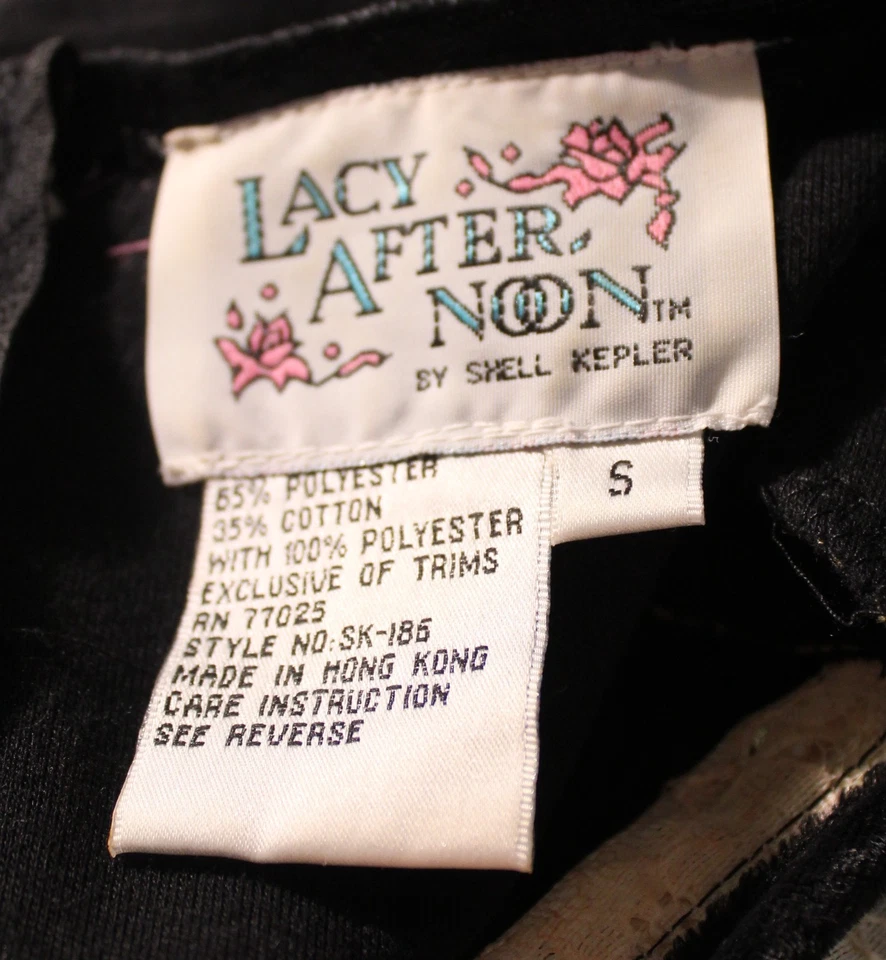 LACY
AFTER
NOON TM
BY SHELL KEPLER
S
65% POLYESTER
35% COTTON
WITH 100% POLYESTER
EXCLUSIVE OF TRIMS
RN 77025
STYLE NO:SK-186
MADE IN HONG KONG
CARE INSTRUCTION
SEE REVERSE